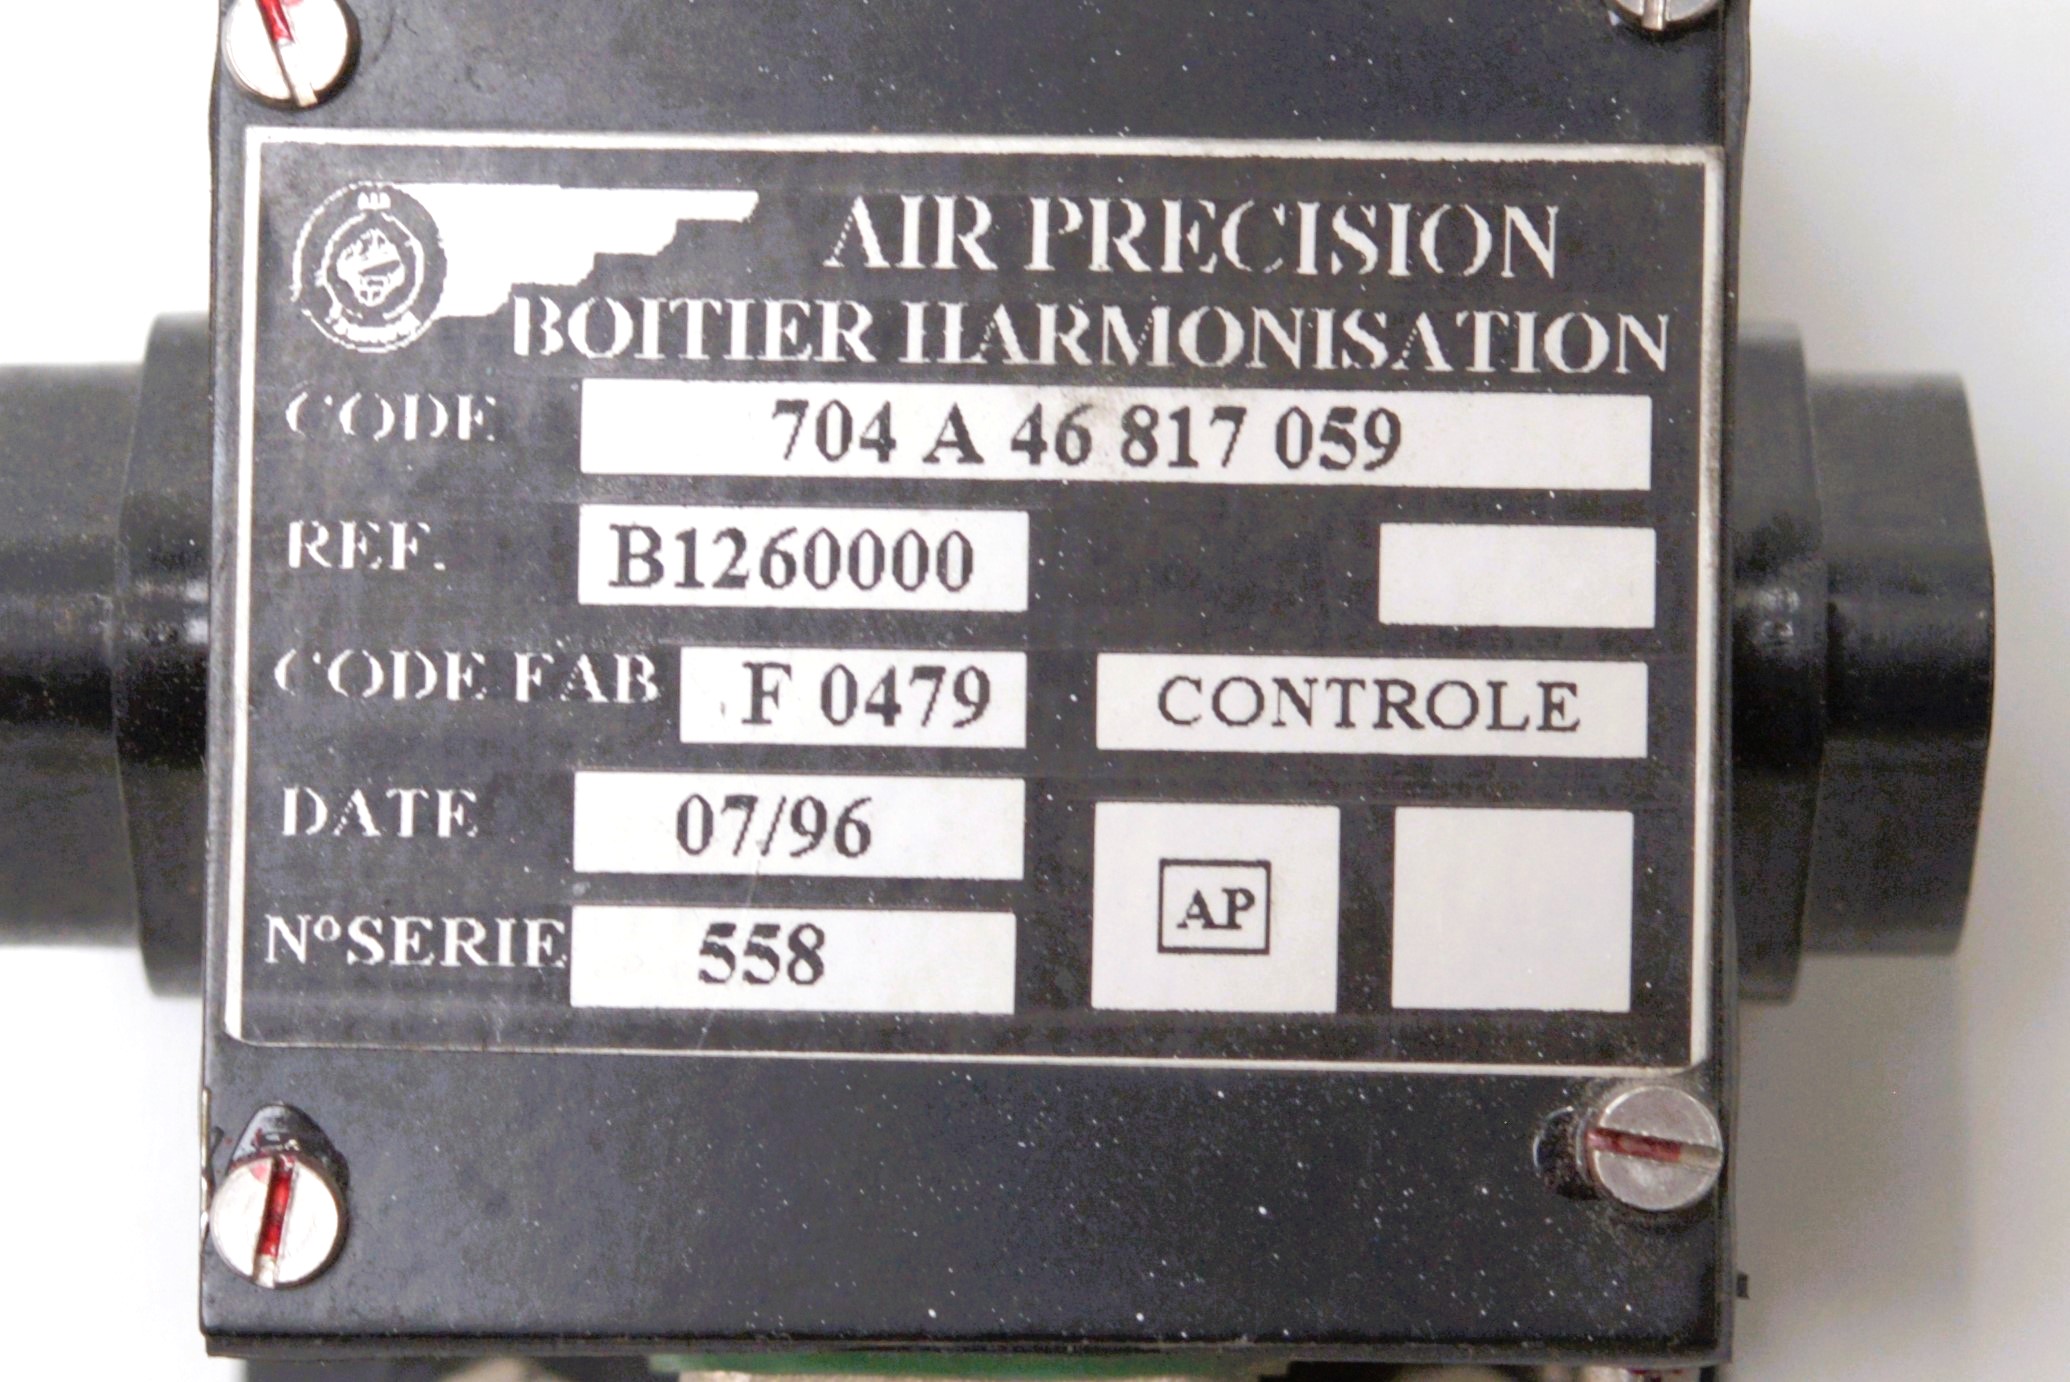 AIR PRECISION
BOITIER HARMONISATION
CODE 704 A 46 817 059
REF. B1260000
CODE FAB F 0479 CONTROLE
DATE 07/96
AP
N° SERIE 558